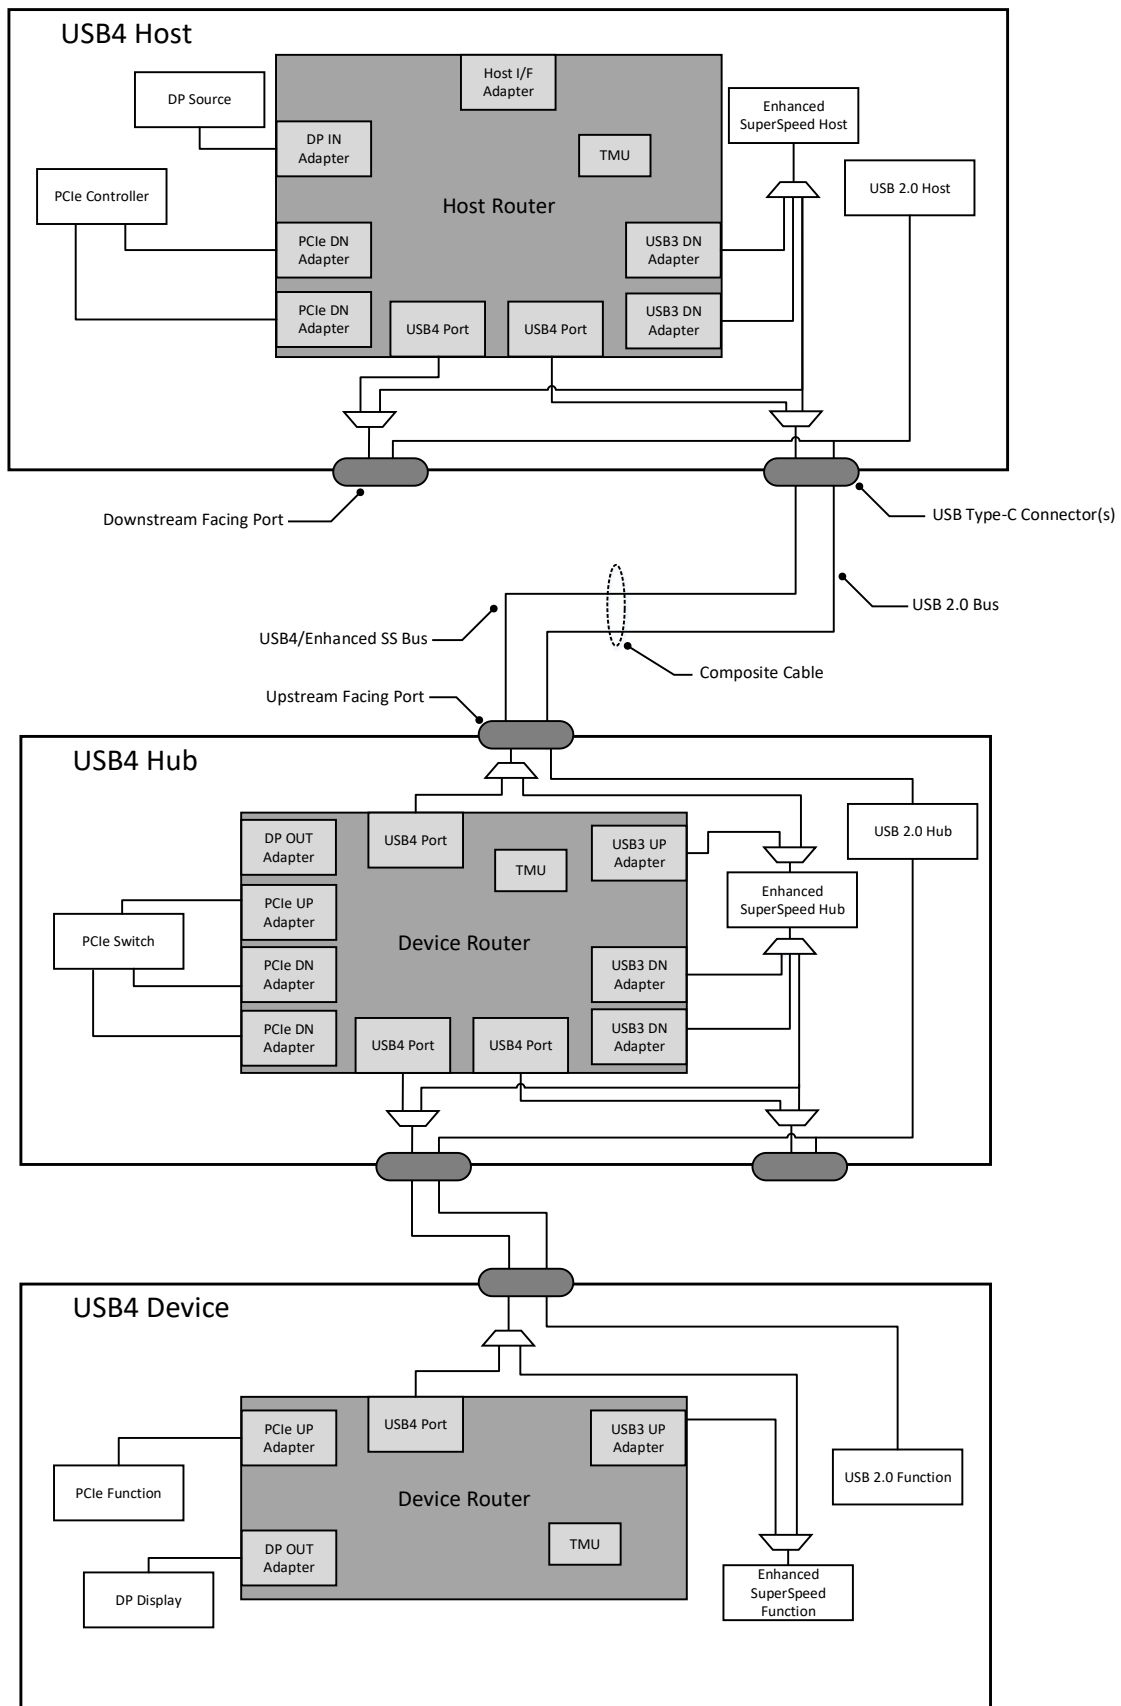 USB4 Host
Host I/F
Adapter
DP Source
Enhanced
SuperSpeed Host
DP IN
Adapter
TMU
PCIe Controller
USB 2.0 Host
Host Router
PCIe DN
Adapter
USB3 DN
Adapter
PCIe DN
Adapter
USB4 Port
USB4 Port
USB3 DN
Adapter
Downstream Facing Port
USB Type-C Connector(s)
USB 2.0 Bus
USB4/Enhanced SS Bus
Composite Cable
Upstream Facing Port
USB4 Hub
DP OUT
Adapter
USB4 Port
USB3 UP
Adapter
USB 2.0 Hub
TMU
PCIe UP
Adapter
Enhanced
SuperSpeed Hub
PCIe Switch
Device Router
PCIe DN
Adapter
USB3 DN
Adapter
PCIe DN
Adapter
USB4 Port
USB4 Port
USB3 DN
Adapter
USB4 Device
PCIe UP
Adapter
USB4 Port
USB3 UP
Adapter
PCIe Function
Device Router
USB 2.0 Function
DP OUT
Adapter
TMU
DP Display
Enhanced
SuperSpeed
Function